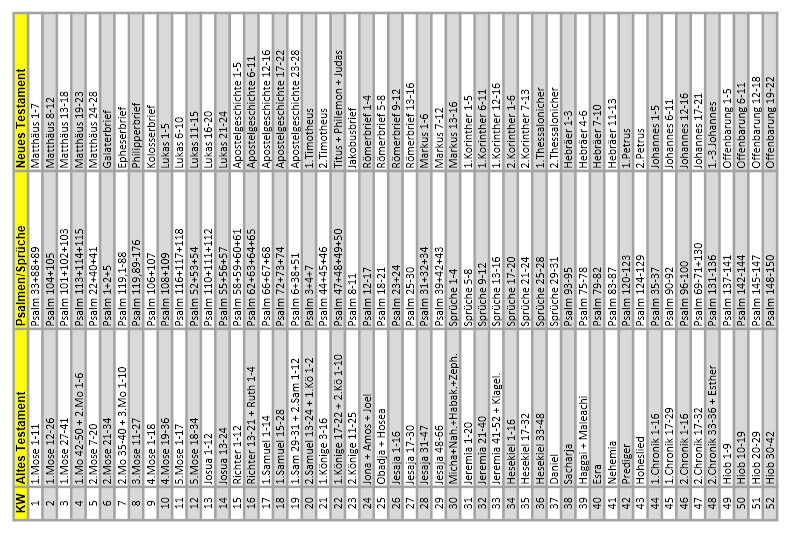 KW Altes Testament Psalmen/Sprüche Neues Testament
1 1. Mose 1-11 Psalm 33+88+89 Matthäus 1-7
2 1. Mose 12-26 Psalm 104+105 Matthäus 8-12
3 1. Mose 27-41 Psalm 101+102+103 Matthäus 13-18
4 1.Mo 42-50 + 2.Mo 1-6 Psalm 113+114+115 Matthäus 19-23
5 2. Mose 7-20 Psalm 22+40+41 Matthäus 24-28
6 2. Mose 21-34 Psalm 1+2+5 Galaterbrief
7 2. Mo 35-40 + 3.Mo 1-10 Psalm 119,1-88 Epheserbrief
8 3. Mose 11-27 Psalm 119,89-176 Philipperbrief
9 4. Mose 1-18 Psalm 106+107 Kolosserbrief
10 4. Mose 19-36 Psalm 108+109 Lukas 1-5
11 5. Mose 1-17 Psalm 116+117+118 Lukas 6-10
12 5. Mose 18-34 Psalm 52+53+54 Lukas 11-15
13 Josua 1-12 Psalm 110+111+112 Lukas 16-20
14 Josua 13-24 Psalm 55+56+57 Lukas 21-24
15 Richter 1-12 Psalm 58+59+60+61 Apostelgeschichte 1-5
16 Richter 13-21 + Ruth 1-4 Psalm 62+63+64+65 Apostelgeschichte 6-11
17 1.Samuel 1-14 Psalm 66+67+68 Apostelgeschichte 12-16
18 1.Samuel 15-28 Psalm 72+73+74 Apostelgeschichte 17-22
19 1.Sam 29-31 + 2.Sam 1-12 Psalm 6+38+51 Apostelgeschichte 23-28
20 2.Samuel 13-24 + 1.Kö 1-2 Psalm 3+4+7 1. Timotheus
21 1.Könige 3-16 Psalm 44+45+46 2. Timotheus
22 1.Könige 17-22 + 2.Kö 1-10 Psalm 47+48+49+50 Titus + Philemon + Judas
23 2.Könige 11-25 Psalm 8-11 Jakobusbrief
24 Jona + Amos + Joel Psalm 12-17 Römerbrief 1-4
25 Obadja + Hosea Psalm 18-21 Römerbrief 5-8
26 Jesaja 1-16 Psalm 23+24 Römerbrief 9-12
27 Jesaja 17-30 Psalm 25-30 Römerbrief 13-16
28 Jesaja 31-47 Psalm 31+32+34 Markus 1-6
29 Jesaja 48-66 Psalm 39+42+43 Markus 7-12
30 Micha+Nah.+Habak.+Zeph. Sprüche 1-4 Markus 13-16
31 Jeremia 1-20 Sprüche 5-8 1.Korinther 1-5
32 Jeremia 21-40 Sprüche 9-12 1.Korinther 6-11
33 Jeremia 41-52 + Klagel. Sprüche 13-16 1.Korinther 12-16
34 Hesekiel 1-16 Sprüche 17-20 2.Korinther 1-6
35 Hesekiel 17-32 Sprüche 21-24 2.Korinther 7-13
36 Hesekiel 33-48 Sprüche 25-28 1.Thessalonicher
37 Daniel Sprüche 29-31 2.Thessalonicher
38 Sacharja Psalm 93-95 Hebräer 1-3
39 Haggai + Maleachi Psalm 75-78 Hebräer 4-6
40 Esra Psalm 79-82 Hebräer 7-10
41 Nehemia Psalm 83-87 Hebräer 11-13
42 Prediger Psalm 120-123 1.Petrus
43 Hoheslied Psalm 124-129 2.Petrus
44 1.Chronik 1-16 Psalm 35-37 Johannes 1-5
45 1.Chronik 17-29 Psalm 90-92 Johannes 6-11
46 2.Chronik 1-16 Psalm 96-100 Johannes 12-16
47 2.Chronik 17-32 Psalm 69-71+130 Johannes 17-21
48 2.Chronik 33-36 + Esther Psalm 131-136 1.-3.Johannes
49 Hiob 1-9 Psalm 137-141 Offenbarung 1-5
50 Hiob 10-19 Psalm 142-144 Offenbarung 6-11
51 Hiob 20-29 Psalm 145-147 Offenbarung 12-18
52 Hiob 30-42 Psalm 148-150 Offenbarung 19-22